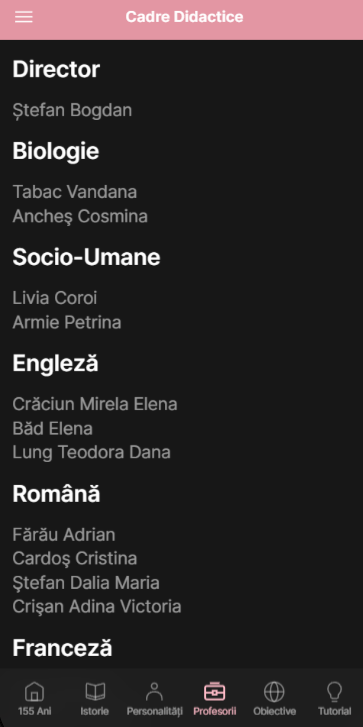 Cadre Didactice
Director
Ștefan Bogdan
Biologie
Tabac Vandana
Ancheş Cosmina
Socio-Umane
Livia Coroi
Armie Petrina
Engleză
Crăciun Mirela Elena
Băd Elena
Lung Teodora Dana
Română
Fărău Adrian
Cardoş Cristina
Ştefan Dalia Maria
Crişan Adina Victoria
Franceză
155 Ani Istorie Personalități Profesorii Obiective Tutorial